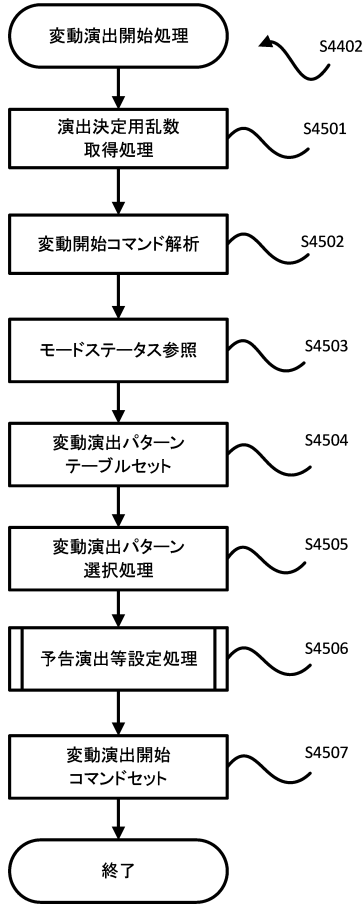 変動演出開始処理
S4402
演出決定用乱数
取得処理
S4501
変動開始コマンド解析
S4502
モードステータス参照
S4503
変動演出パターン
テーブルセット
S4504
変動演出パターン
選択処理
S4505
予告演出等設定処理
S4506
変動演出開始
コマンドセット
S4507
終了